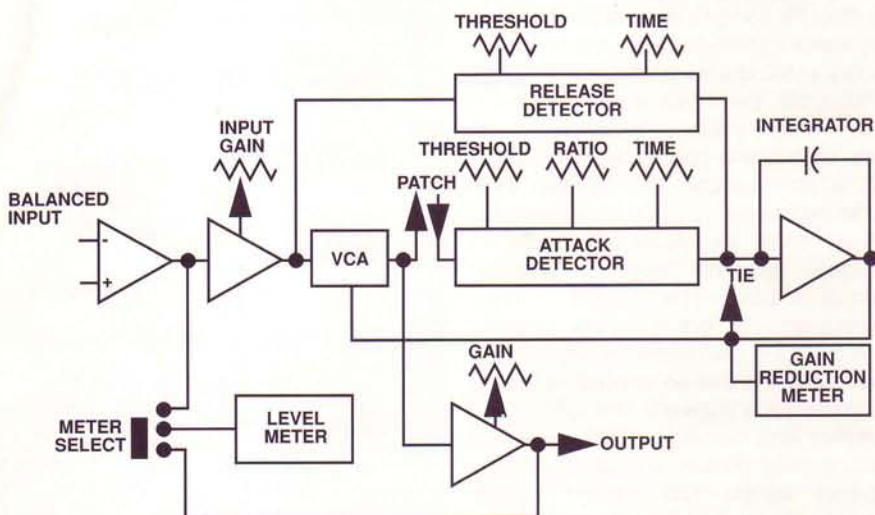 THRESHOLD
TIME
RELEASE
DETECTOR
INPUT
GAIN
INTEGRATOR
THRESHOLD
RATIO
TIME
PATCH
BALANCED
INPUT
-
+
VCA
ATTACK
DETECTOR
TIE
GAIN
GAIN
REDUCTION
METER
METER
SELECT
LEVEL
METER
OUTPUT